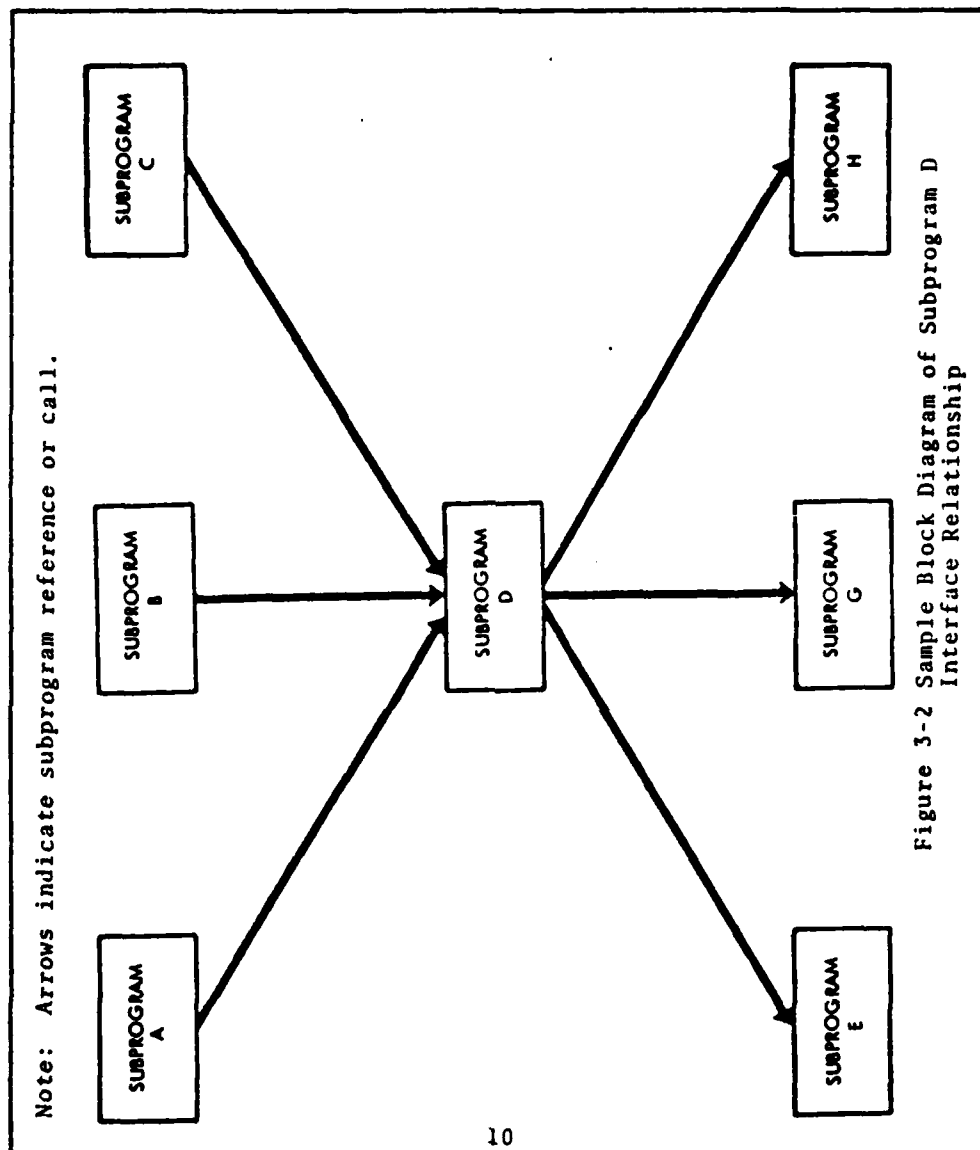 Note: Arrows indicate subprogram reference or call.
SUBPROGRAM
A
SUBPROGRAM
B
SUBPROGRAM
C
SUBPROGRAM
D
SUBPROGRAM
E
SUBPROGRAM
G
SUBPROGRAM
H
Figure 3-2 Sample Block Diagram of Subprogram D
Interface Relationship
10